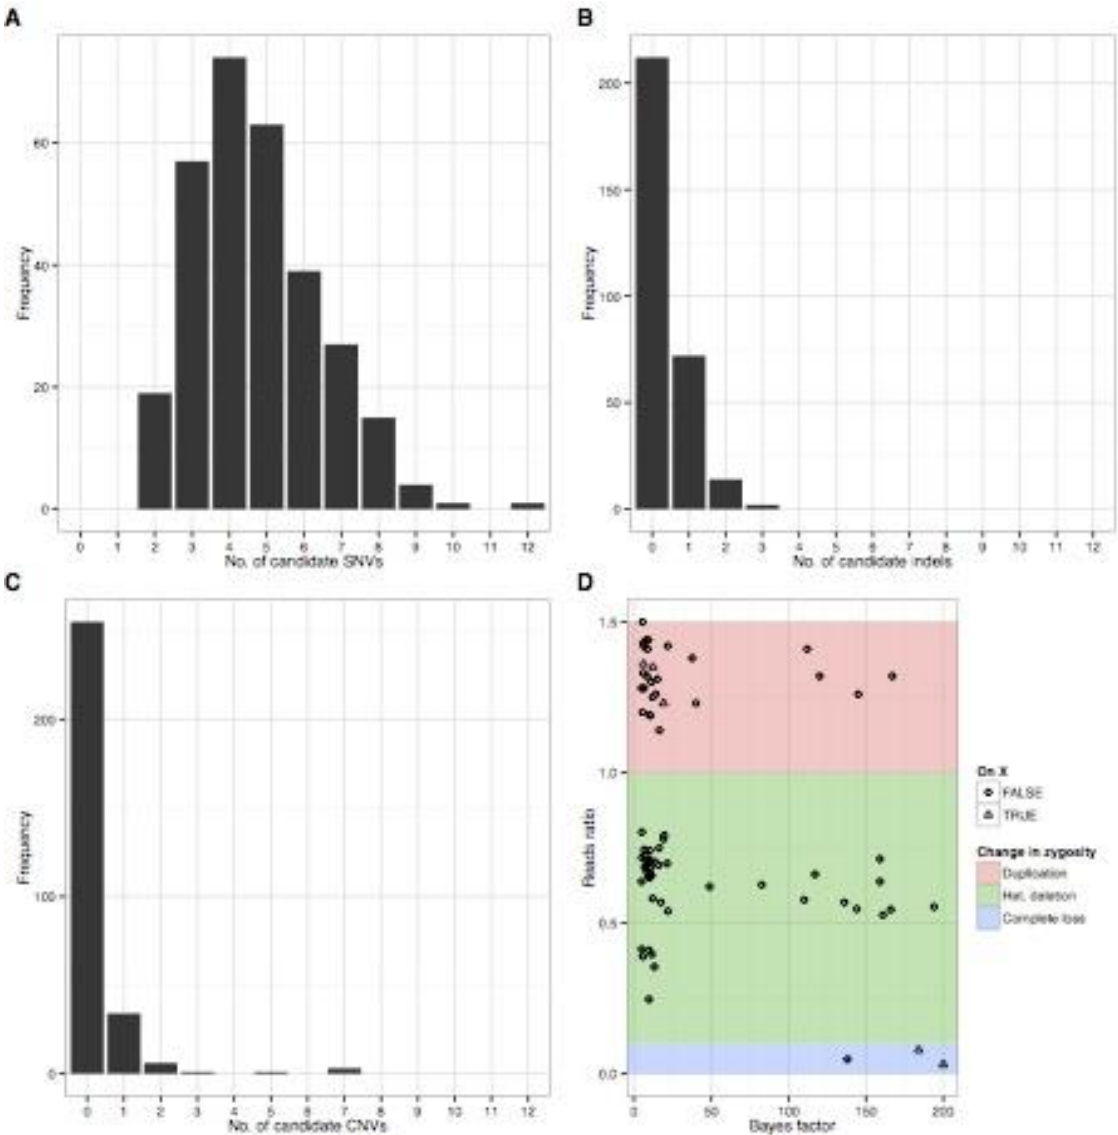 A
60
40
20
0
Frequency
0 1 2 3 4 5 6 7 8 9 10 11 12
No. of candidate SNVs
B
200
150
100
50
0
Frequency
0 1 2 3 4 5 6 7 8 9 10 11 12
No. of candidate indels
C
200
100
0
Frequency
0 1 2 3 4 5 6 7 8 9 10 11 12
No. of candidate CNVs
D
1.5
1.0
0.5
0.0
Reads ratio
0 50 100 150 200
Bayes factor
On X
FALSE
TRUE
Change in zygosity
Duplication
Het. deletion
Complete loss